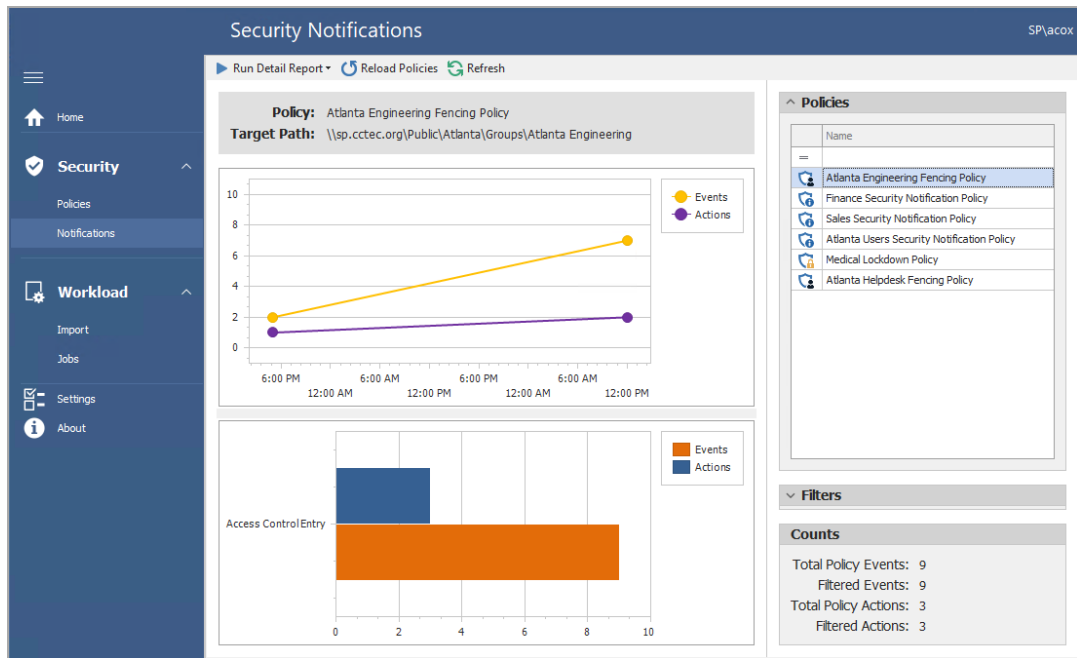 Security Notifications
SP\acox
Home
Security
Policies
Notifications
Workload
Import
Jobs
Settings
About
Run Detail Report
Reload Policies
Refresh
Policy: Atlanta Engineering Fencing Policy
Target Path: \\sp.cctec.org\Public\Atlanta\Groups\Atlanta Engineering
10
8
6
4
2
0
6:00 PM
12:00 AM
6:00 AM
12:00 PM
6:00 PM
12:00 AM
6:00 AM
12:00 PM
Events
Actions
Access Control Entry
0 2 4 6 8 10
Events
Actions
Policies
Name
=
Atlanta Engineering Fencing Policy
Finance Security Notification Policy
Sales Security Notification Policy
Atlanta Users Security Notification Policy
Medical Lockdown Policy
Atlanta Helpdesk Fencing Policy
Filters
Counts
Total Policy Events: 9
Filtered Events: 9
Total Policy Actions: 3
Filtered Actions: 3